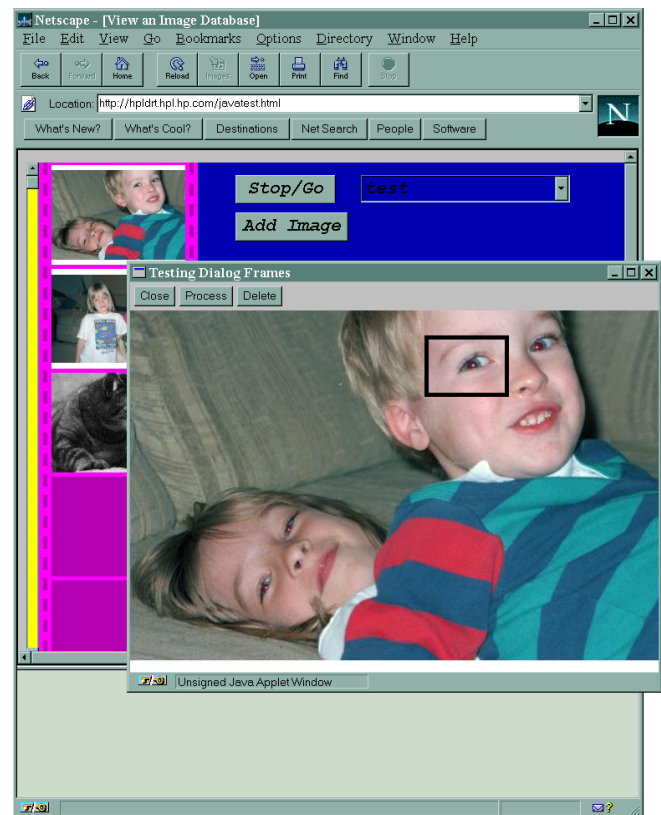 Netscape - [View an Image Database]
File Edit View Go Bookmarks Options Directory Window Help
Back Forward Home Reload Images Open Print Find Stop
Location: http://hpldrt.hpl.hp.com/javatest.html
N
What's New? What's Cool? Destinations Net Search People Software
Stop/Go test
Add Image
Testing Dialog Frames
Close Process Delete
Unsigned Java Applet Window